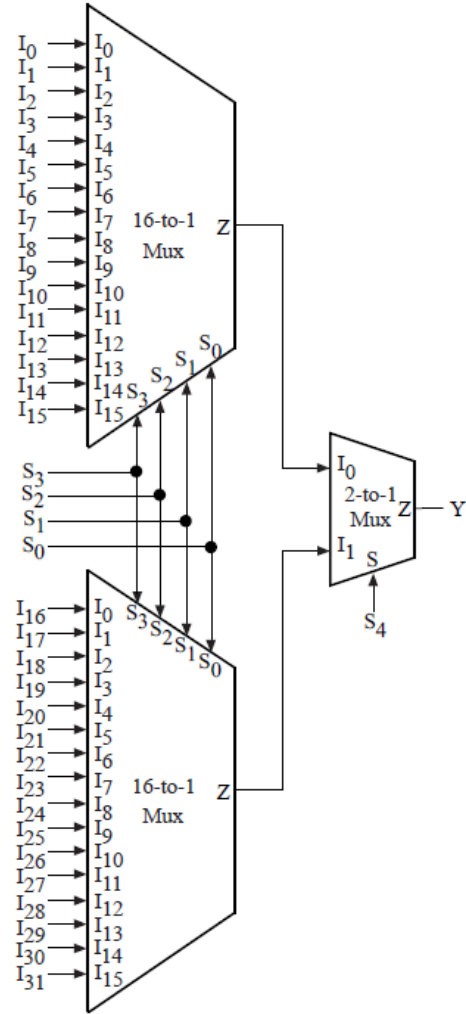 I0 I0
I1 I1
I2 I2
I3 I3
I4 I4
I5 I5
I6 I6
I7 I7
I8 I8
I9 I9
I10 I10
I11 I11
I12 I12
I13 I13
I14 I14
I15 I15
16-to-1
Mux
Z
S3 S2 S1 S0
S3
S2
S1
S0
I0
I1
2-to-1
Mux
Z
S
Y
S4
S3 S2 S1 S0
I16 I0
I17 I1
I18 I2
I19 I3
I20 I4
I21 I5
I22 I6
I23 I7
I24 I8
I25 I9
I26 I10
I27 I11
I28 I12
I29 I13
I30 I14
I31 I15
16-to-1
Mux
Z